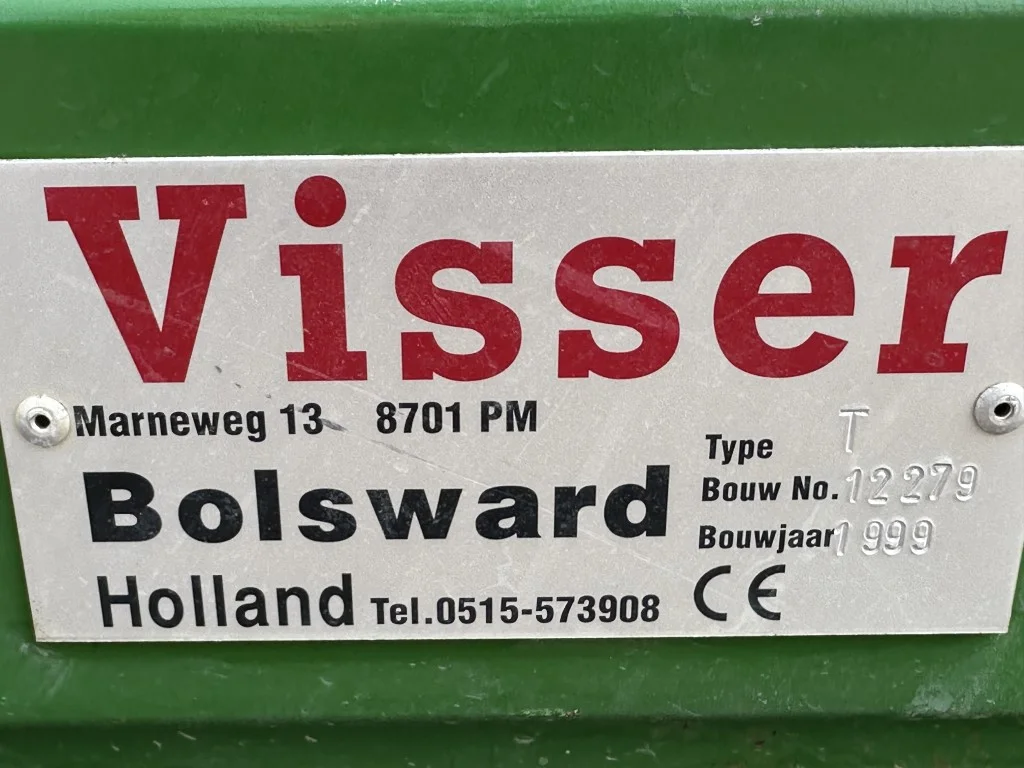 Visser
Marneweg 13 8701 PM
Bolsward
Holland Tel.0515-573908
Type T
Bouw No. 12279
Bouwjaar 1999
CE